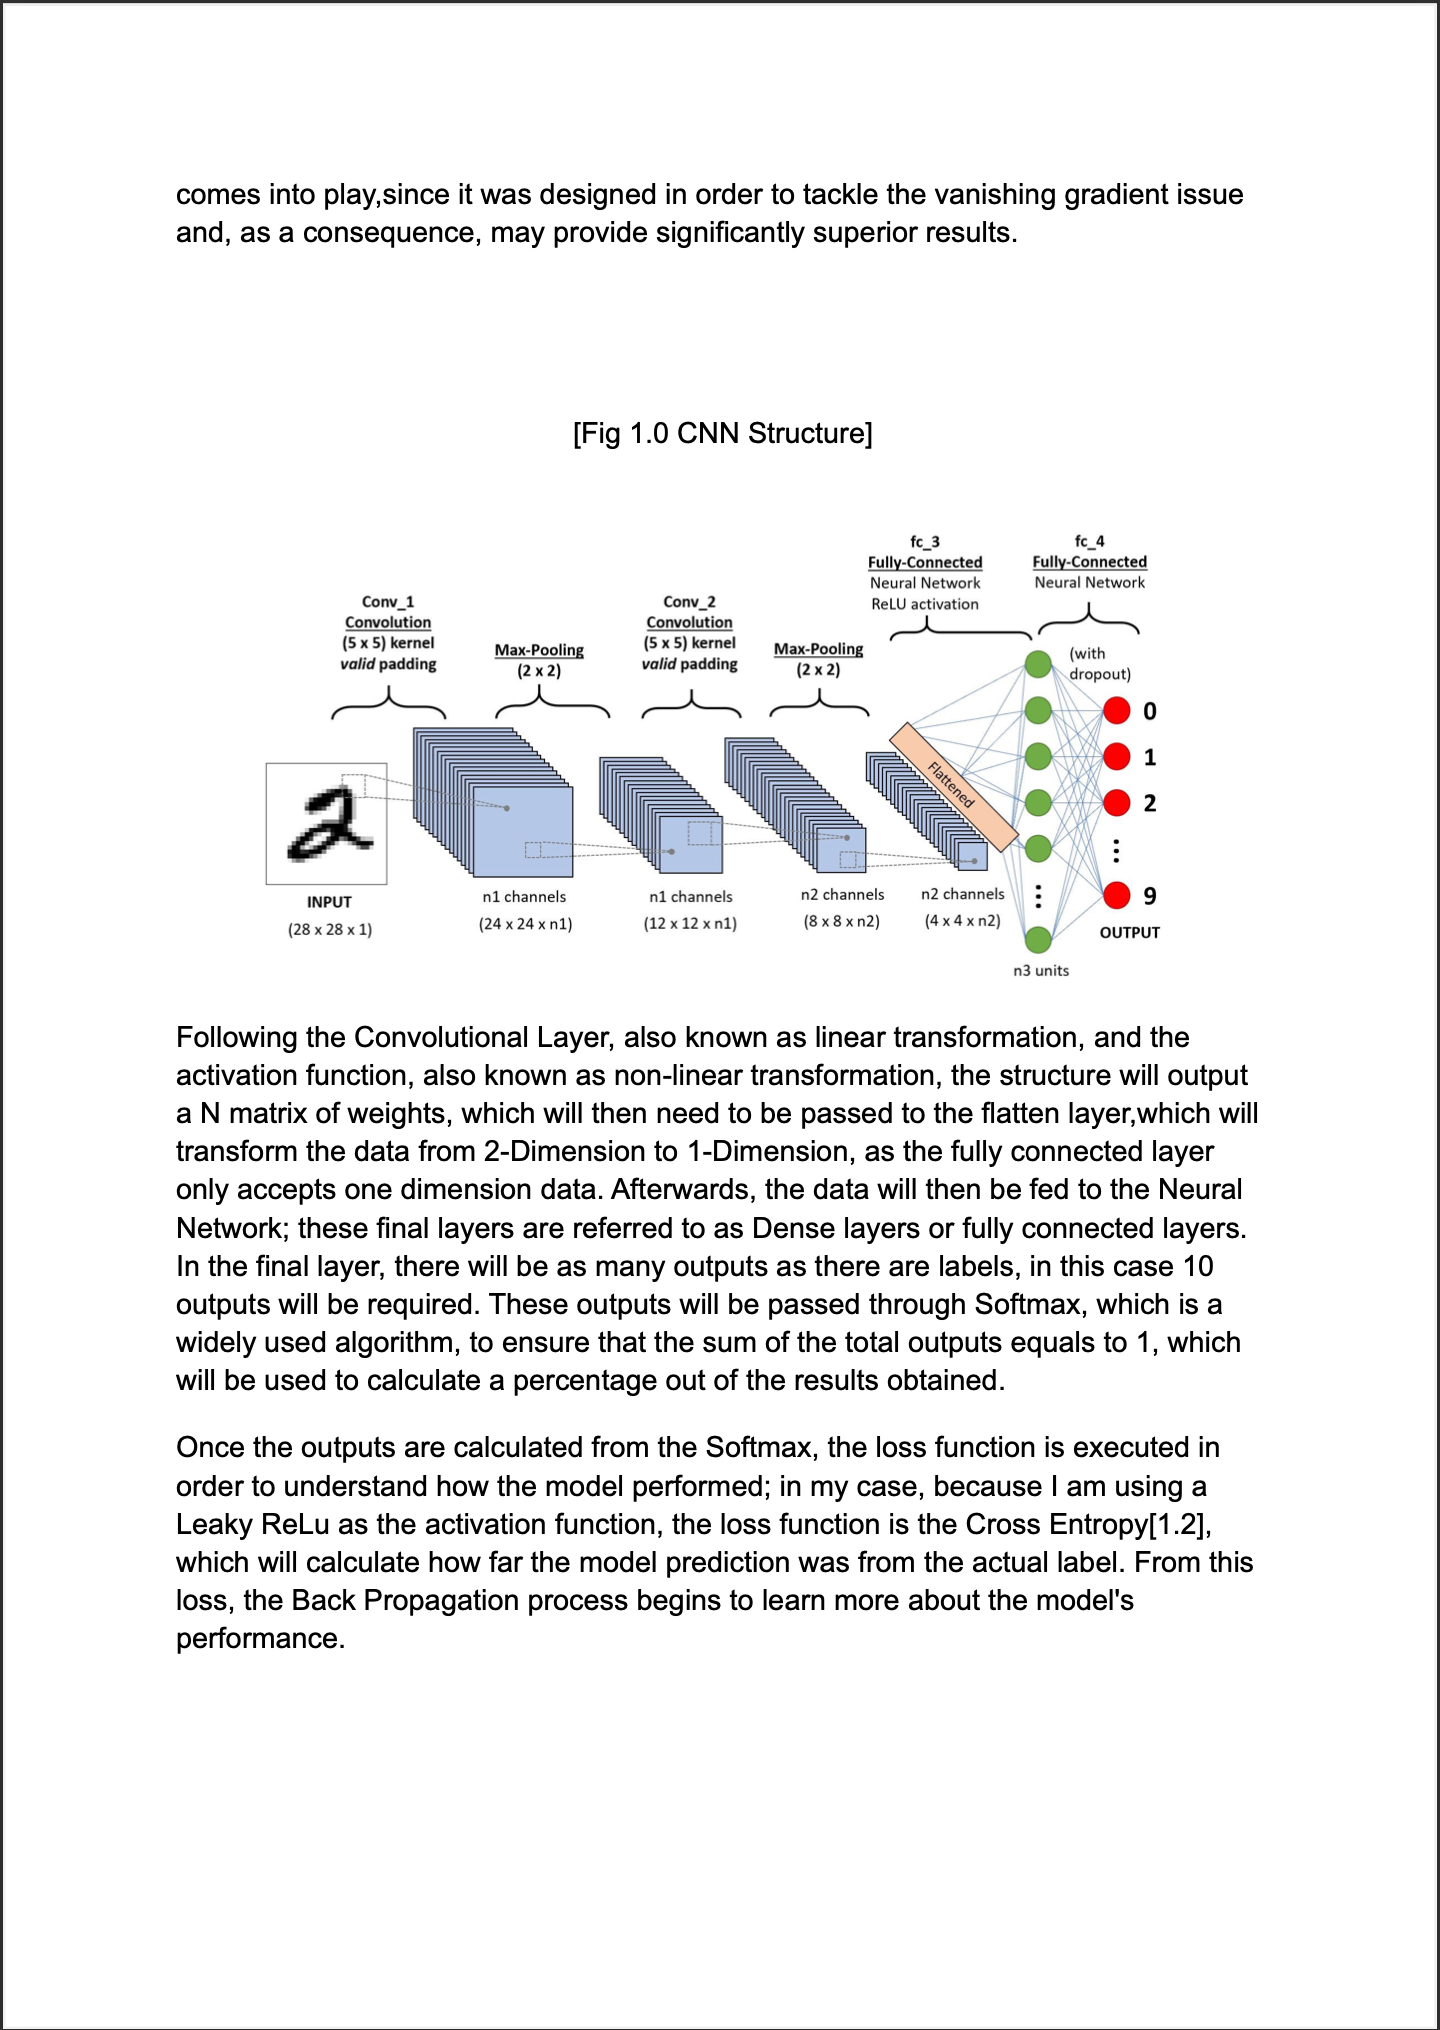 comes into play,since it was designed in order to tackle the vanishing gradient issue
and, as a consequence, may provide significantly superior results.
[Fig 1.0 CNN Structure]
fc_3
Fully-Connected
Neural Network
ReLU activation
fc_4
Fully-Connected
Neural Network
Conv_1
Convolution
(5 x 5) kernel
valid padding
Max-Pooling
(2 x 2)
Conv_2
Convolution
(5 x 5) kernel
valid padding
Max-Pooling
(2 x 2)
(with
dropout)
Flattened
0
1
2
9
INPUT
(28 x 28 x 1)
n1 channels
(24 x 24 x n1)
n1 channels
(12 x 12 x n1)
n2 channels
(8 x 8 x n2)
n2 channels
(4 x 4 x n2)
OUTPUT
n3 units
Following the Convolutional Layer, also known as linear transformation, and the
activation function, also known as non-linear transformation, the structure will output
a N matrix of weights, which will then need to be passed to the flatten layer,which will
transform the data from 2-Dimension to 1-Dimension, as the fully connected layer
only accepts one dimension data. Afterwards, the data will then be fed to the Neural
Network; these final layers are referred to as Dense layers or fully connected layers.
In the final layer, there will be as many outputs as there are labels, in this case 10
outputs will be required. These outputs will be passed through Softmax, which is a
widely used algorithm, to ensure that the sum of the total outputs equals to 1, which
will be used to calculate a percentage out of the results obtained.
Once the outputs are calculated from the Softmax, the loss function is executed in
order to understand how the model performed; in my case, because I am using a
Leaky ReLu as the activation function, the loss function is the Cross Entropy[1.2],
which will calculate how far the model prediction was from the actual label. From this
loss, the Back Propagation process begins to learn more about the model's
performance.